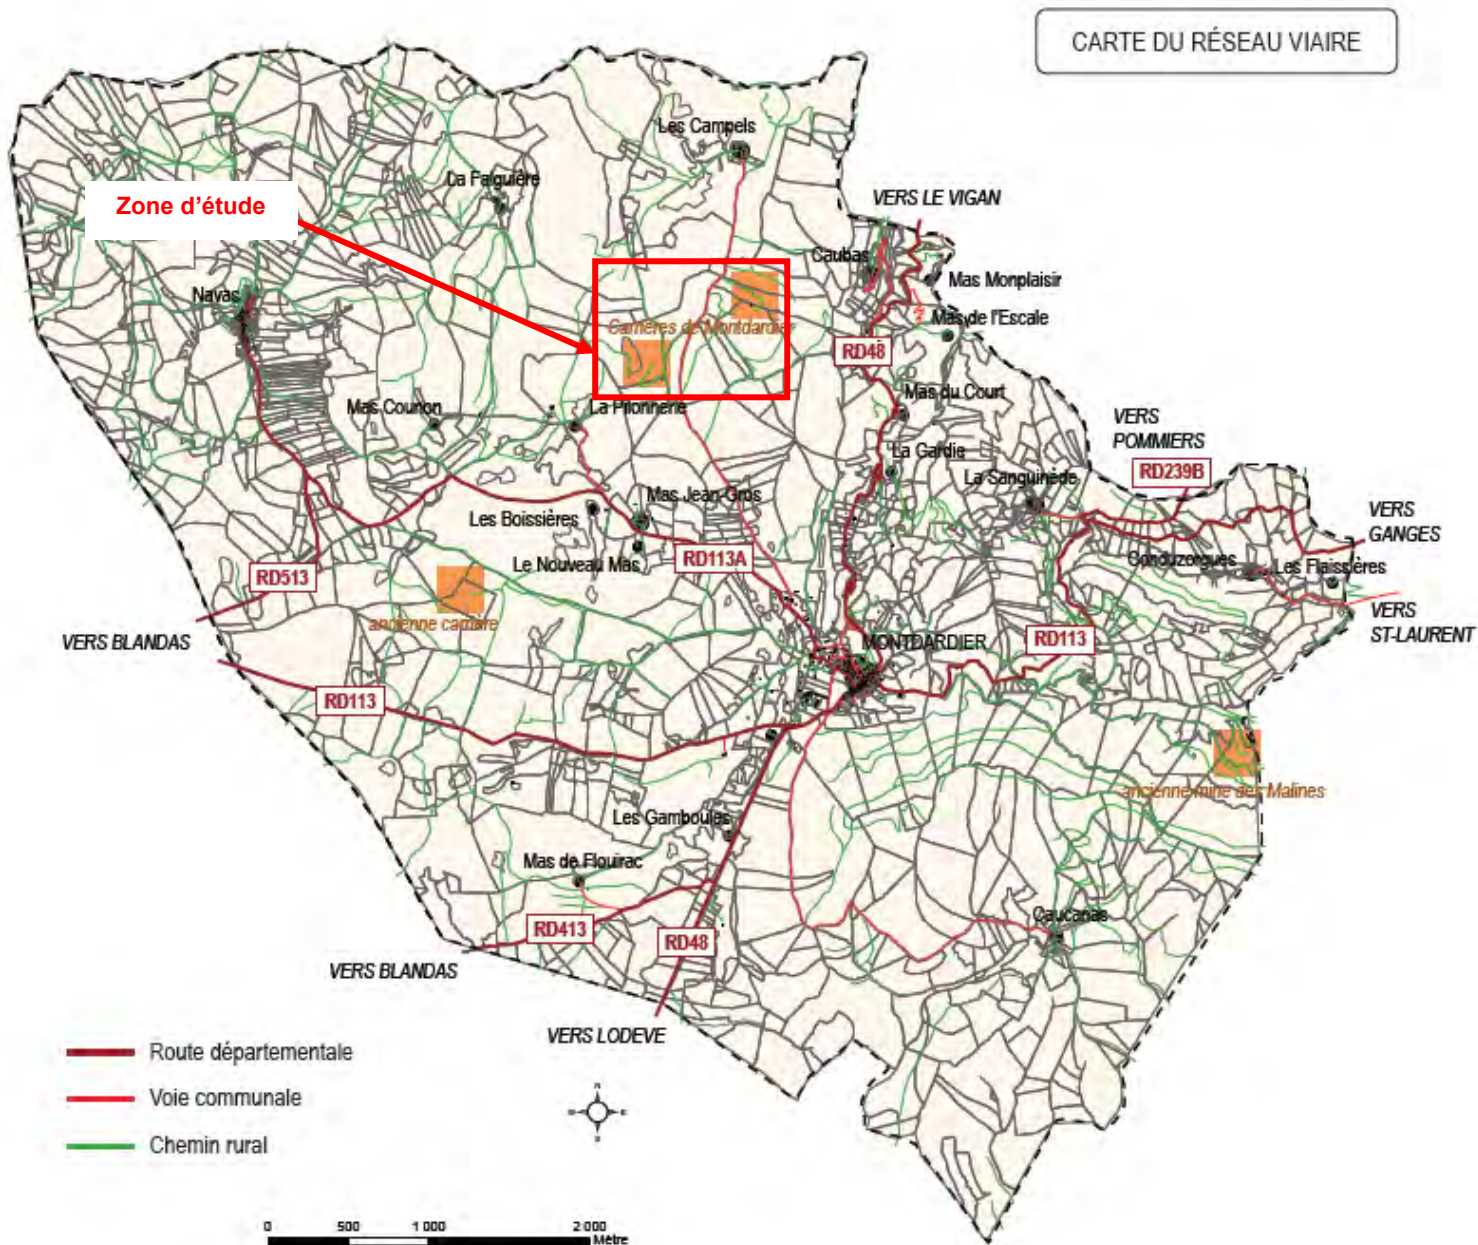 CARTE DU RÉSEAU VIAIRE
Les Campels
La Falguière
VERS LE VIGAN
Zone d'étude
Caubas
Mas Monplaisir
Navas
Carrières de Montdardier
Mas de l'Escale
RD48
Mas Counon
La Pilonnerie
Mas du Court
VERS
POMMIERS
La Gardie
RD239B
La Sanguinède
Mas Jean-Gros
Les Boissières
VERS
GANGES
Le Nouveau Mas
RD113A
Conduzorgues
Les Flaissières
RD513
ancienne carrière
VERS BLANDAS
MONTDARDIER
RD113
VERS
ST-LAURENT
RD113
ancienne mine des Malines
Les Gamboules
Mas de Flouirac
Caucanas
RD413
RD48
VERS BLANDAS
VERS LODEVE
Route départementale
Voie communale
Chemin rural
N
E
S
0 500 1 000 2 000
Mètre